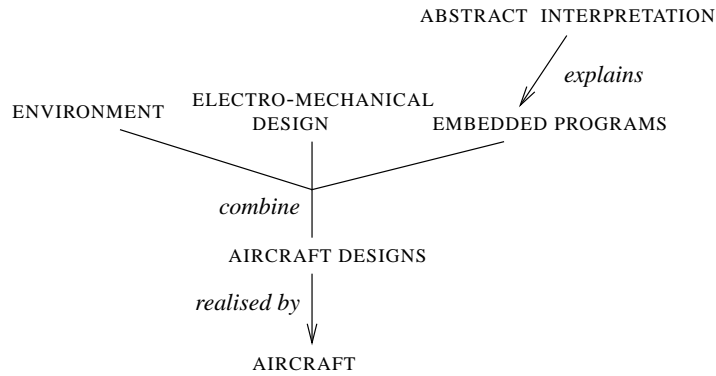 ABSTRACT INTERPRETATION
explains
ENVIRONMENT
ELECTRO-MECHANICAL
DESIGN
EMBEDDED PROGRAMS
combine
AIRCRAFT DESIGNS
realised by
AIRCRAFT